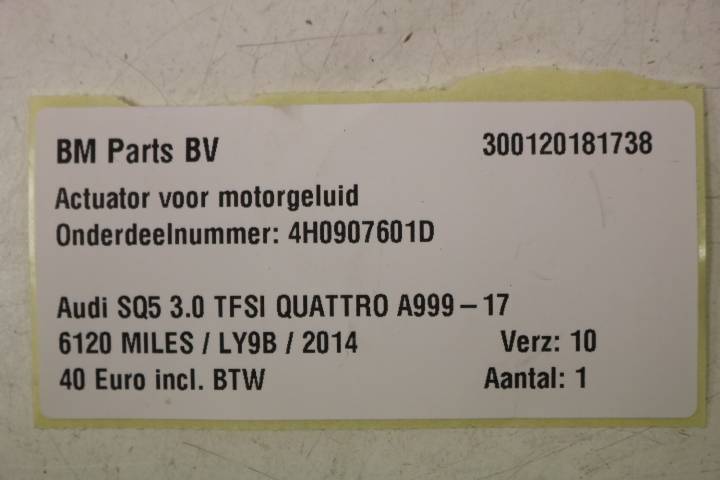 BM Parts BV 300120181738
Actuator voor motorgeluid
Onderdeelnummer: 4H0907601D
Audi SQ5 3.0 TFSI QUATTRO A999 – 17
6120 MILES / LY9B / 2014 Verz: 10
40 Euro incl. BTW Aantal: 1